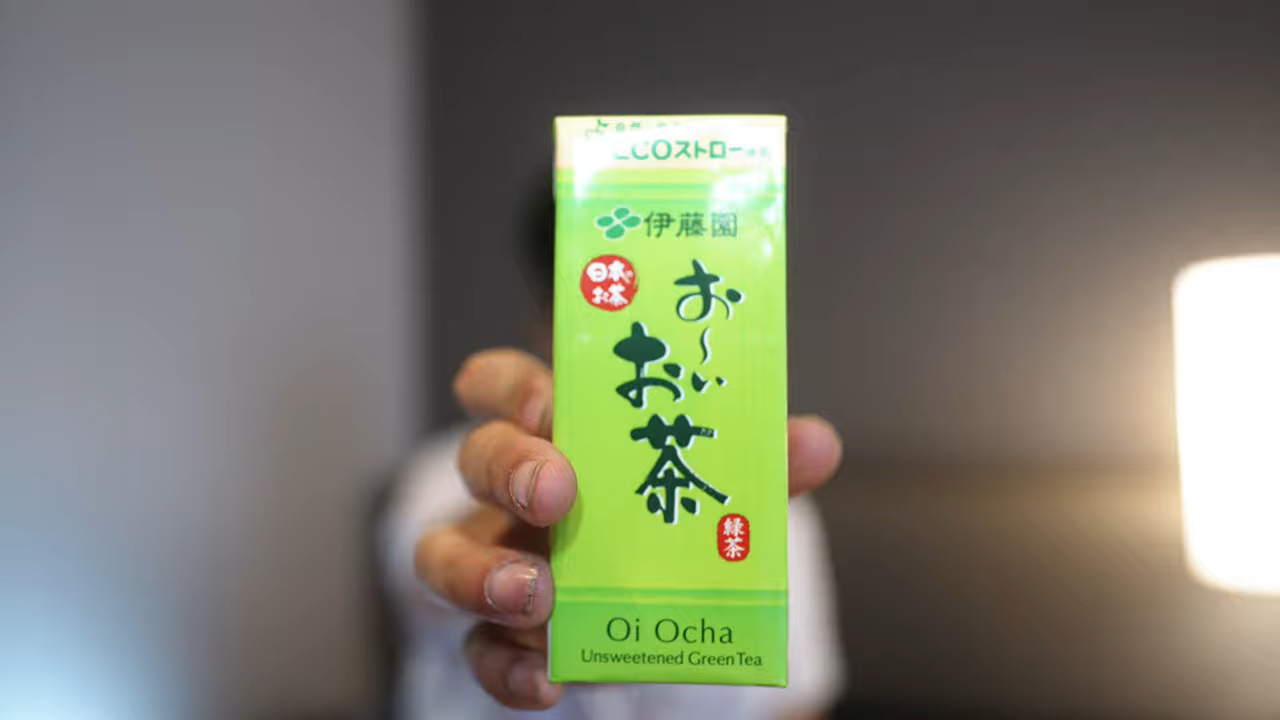 ECOストロー
伊藤園
日本の
お茶
お〜い
お茶
緑
茶
Oi Ocha
Unsweetened Green Tea